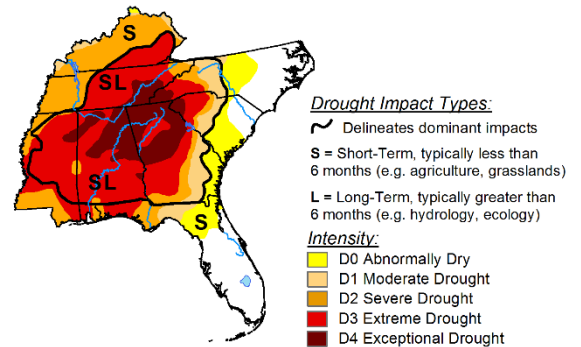 S
SL
SL
S
Drought Impact Types:
Delineates dominant impacts
S = Short-Term, typically less than
6 months (e.g. agriculture, grasslands)
L = Long-Term, typically greater than
6 months (e.g. hydrology, ecology)
Intensity:
D0 Abnormally Dry
D1 Moderate Drought
D2 Severe Drought
D3 Extreme Drought
D4 Exceptional Drought